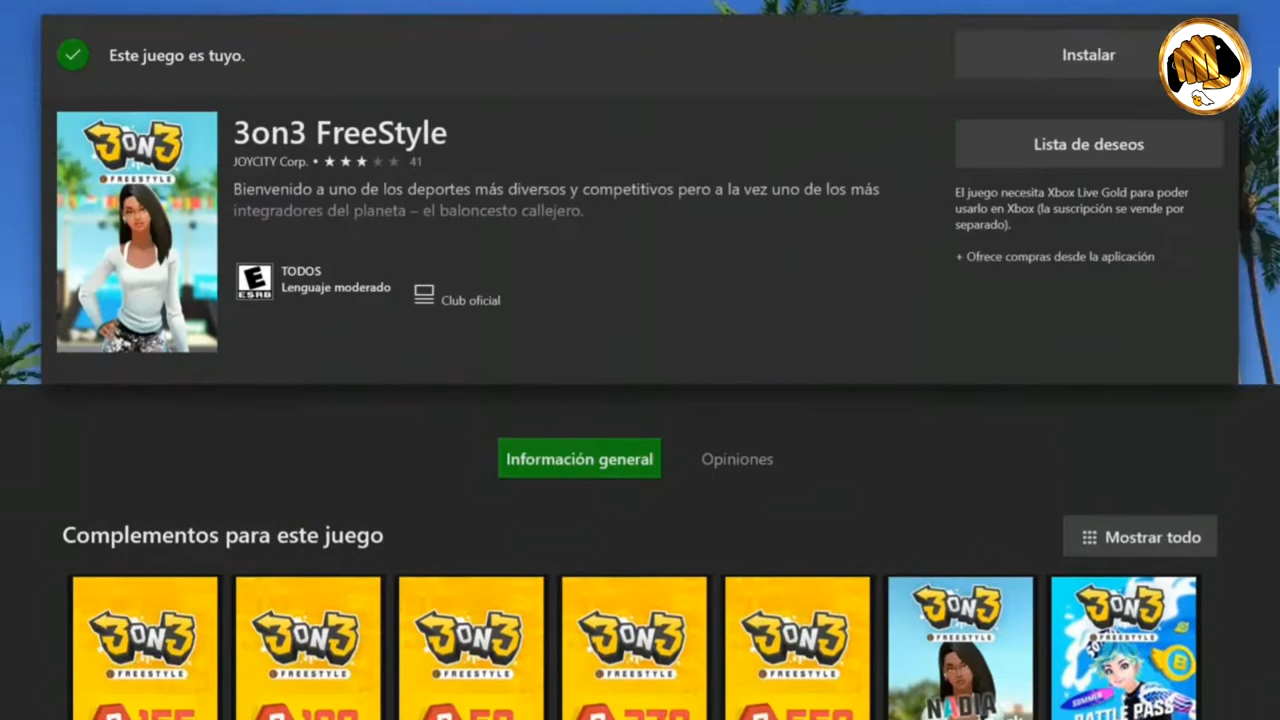 Este juego es tuyo.
Instalar
M
3ON3
FREESTYLE
3on3 FreeStyle
JOYCITY Corp. • ★ ★ ★ ★ ★ 41
Bienvenido a uno de los deportes más diversos y competitivos pero a la vez uno de los más
integradores del planeta – el baloncesto callejero.
E
ESRB
TODOS
Lenguaje moderado
Club oficial
Lista de deseos
El juego necesita Xbox Live Gold para poder
usarlo en Xbox (la suscripción se vende por
separado).
+ Ofrece compras desde la aplicación
Información general
Opiniones
Complementos para este juego
Mostrar todo
3ON3
FREESTYLE
3ON3
FREESTYLE
3ON3
FREESTYLE
3ON3
FREESTYLE
3ON3
FREESTYLE
3ON3
FREESTYLE
NADIA
3ON3
FREESTYLE
SUMMER
BATTLE PASS